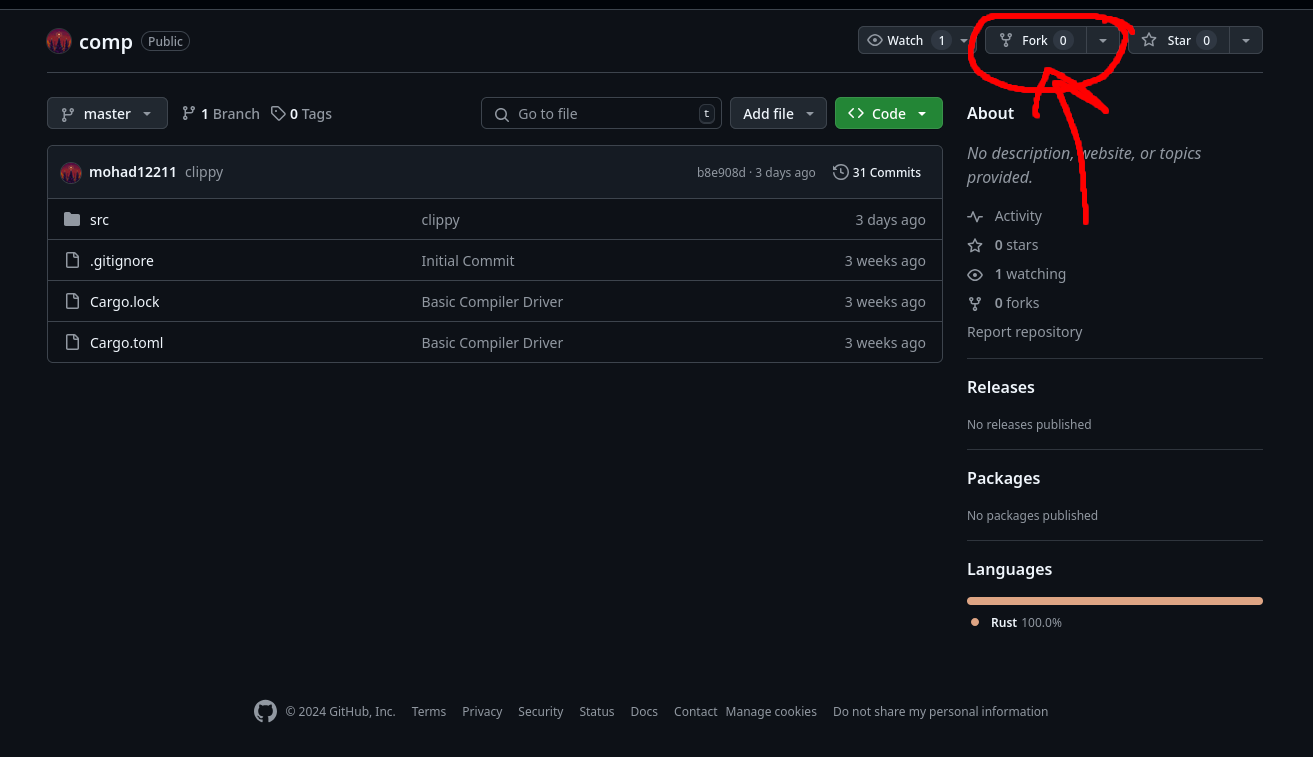 comp Public Watch 1 Fork 0 Star 0
master 1 Branch 0 Tags Go to file t Add file Code
mohad12211 clippy b8e908d · 3 days ago 31 Commits
src clippy 3 days ago
.gitignore Initial Commit 3 weeks ago
Cargo.lock Basic Compiler Driver 3 weeks ago
Cargo.toml Basic Compiler Driver 3 weeks ago
About
No description, website, or topics
provided.
Activity
0 stars
1 watching
0 forks
Report repository
Releases
No releases published
Packages
No packages published
Languages
Rust 100.0%
© 2024 GitHub, Inc. Terms Privacy Security Status Docs Contact Manage cookies Do not share my personal information